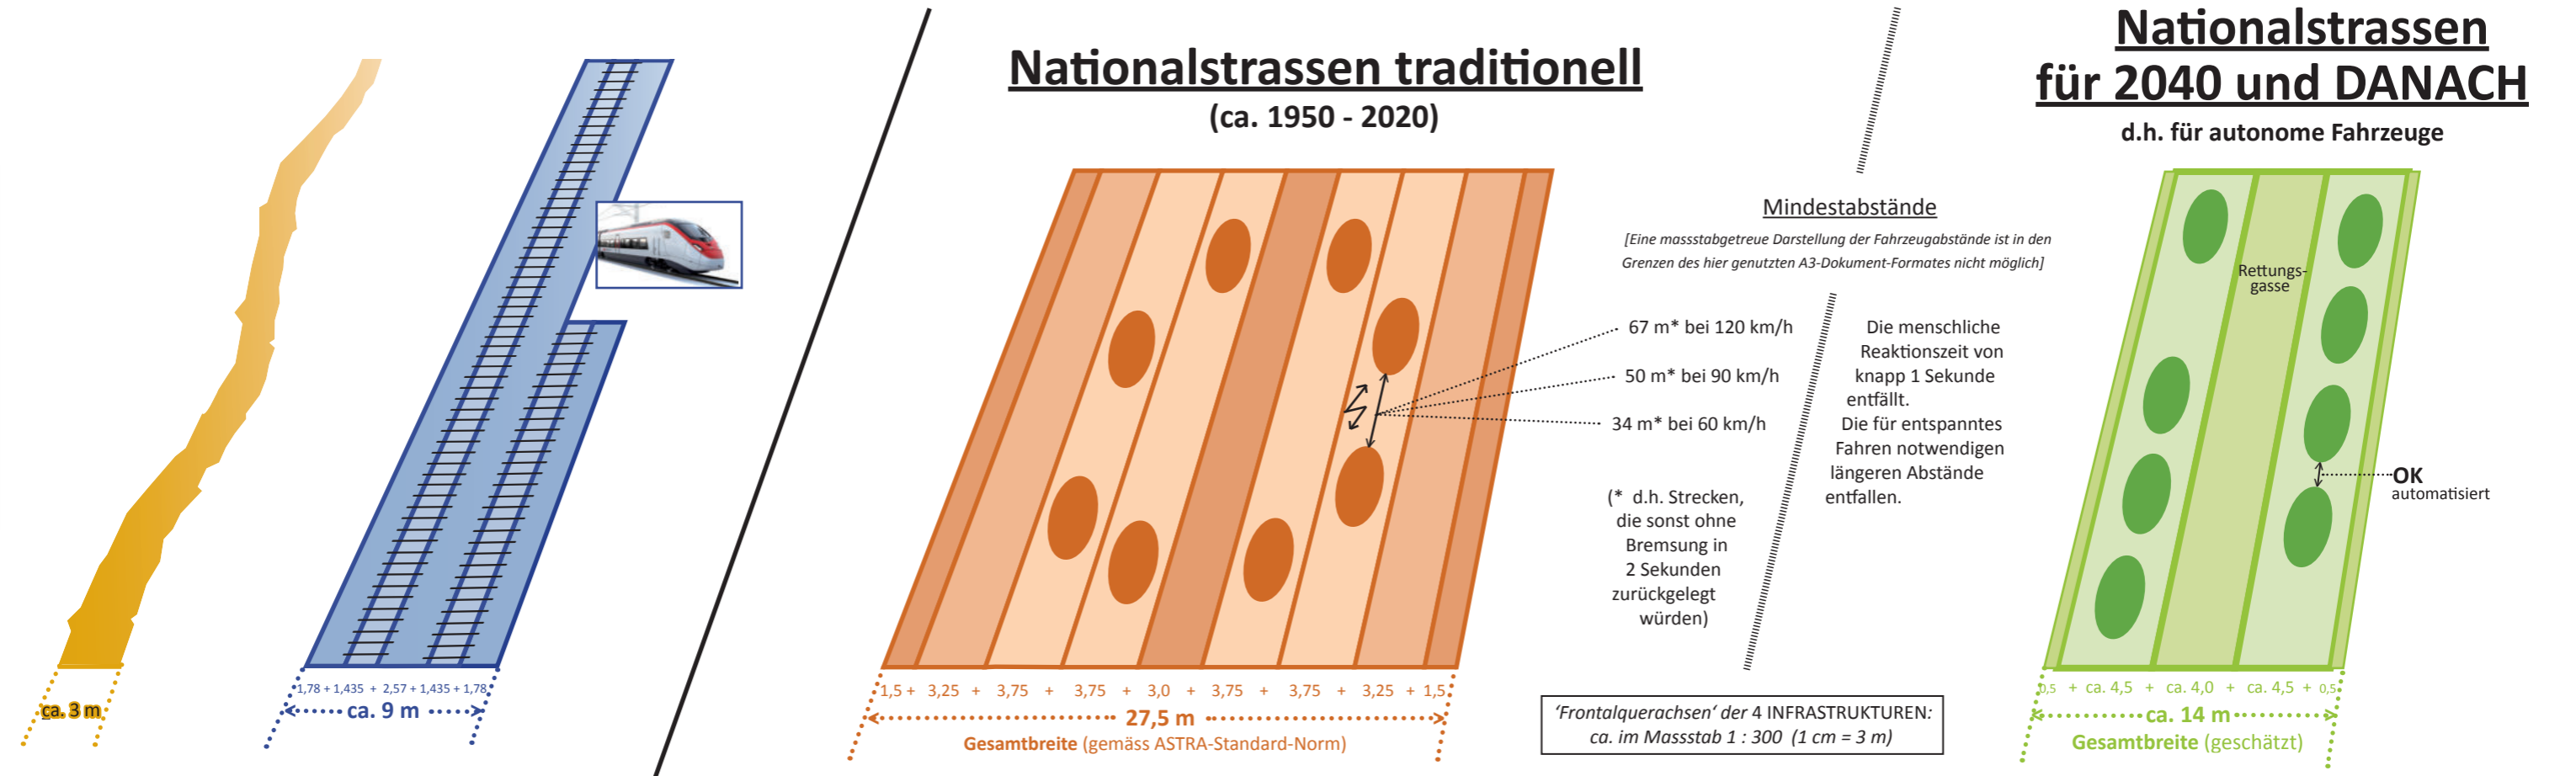 ca. 3 m
1,78 + 1,435 + 2,57 + 1,435 + 1,78
ca. 9 m
Nationalstrassen traditionell
(ca. 1950 - 2020)
1,5 + 3,25 + 3,75 + 3,75 + 3,0 + 3,75 + 3,75 + 3,25 + 1,5
27,5 m
Gesamtbreite (gemäss ASTRA-Standard-Norm)
Mindestabstände
[Eine massstabgetreue Darstellung der Fahrzeugabstände ist in den
Grenzen des hier genutzten A3-Dokument-Formates nicht möglich]
67 m* bei 120 km/h
50 m* bei 90 km/h
34 m* bei 60 km/h
(* d.h. Strecken,
die sonst ohne
Bremsung in
2 Sekunden
zurückgelegt
würden)
Die menschliche
Reaktionszeit von
knapp 1 Sekunde
entfällt.
Die für entspanntes
Fahren notwendigen
längeren Abstände
entfallen.
'Frontalquerachsen' der 4 INFRASTRUKTUREN:
ca. im Massstab 1 : 300 (1 cm = 3 m)
Nationalstrassen
für 2040 und DANACH
d.h. für autonome Fahrzeuge
Rettungs-
gasse
OK
automatisiert
0,5 + ca. 4,5 + ca. 4,0 + ca. 4,5 + 0,5
ca. 14 m
Gesamtbreite (geschätzt)